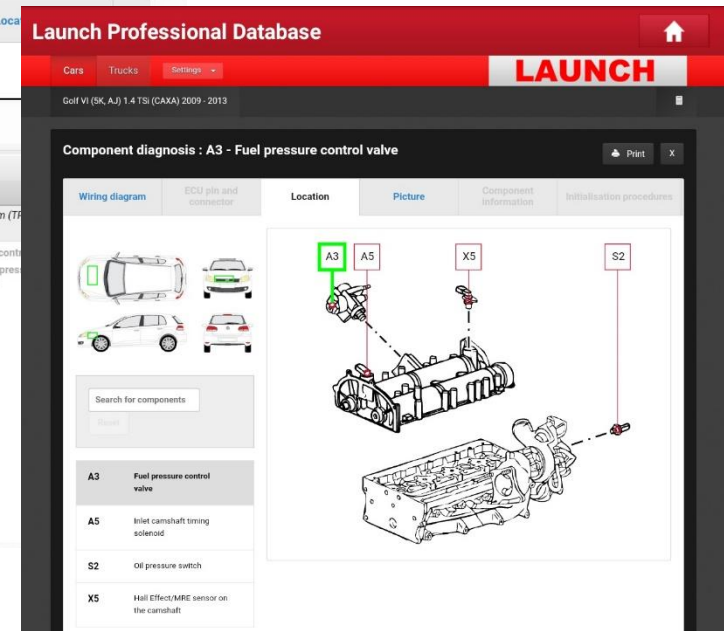 Launch Professional Database
Cars Trucks Settings
LAUNCH
Golf VI (5K, AJ) 1.4 TSi (CAXA) 2009 - 2013
Component diagnosis : A3 - Fuel pressure control valve
Print X
Wiring diagram
ECU pin and
connector
Location
Picture
Component
information
Initialisation procedures
A3 A5 X5 S2
Search for components
Reset
A3 Fuel pressure control
valve
A5 Inlet camshaft timing
solenoid
S2 Oil pressure switch
X5 Hall Effect/MRE sensor on
the camshaft